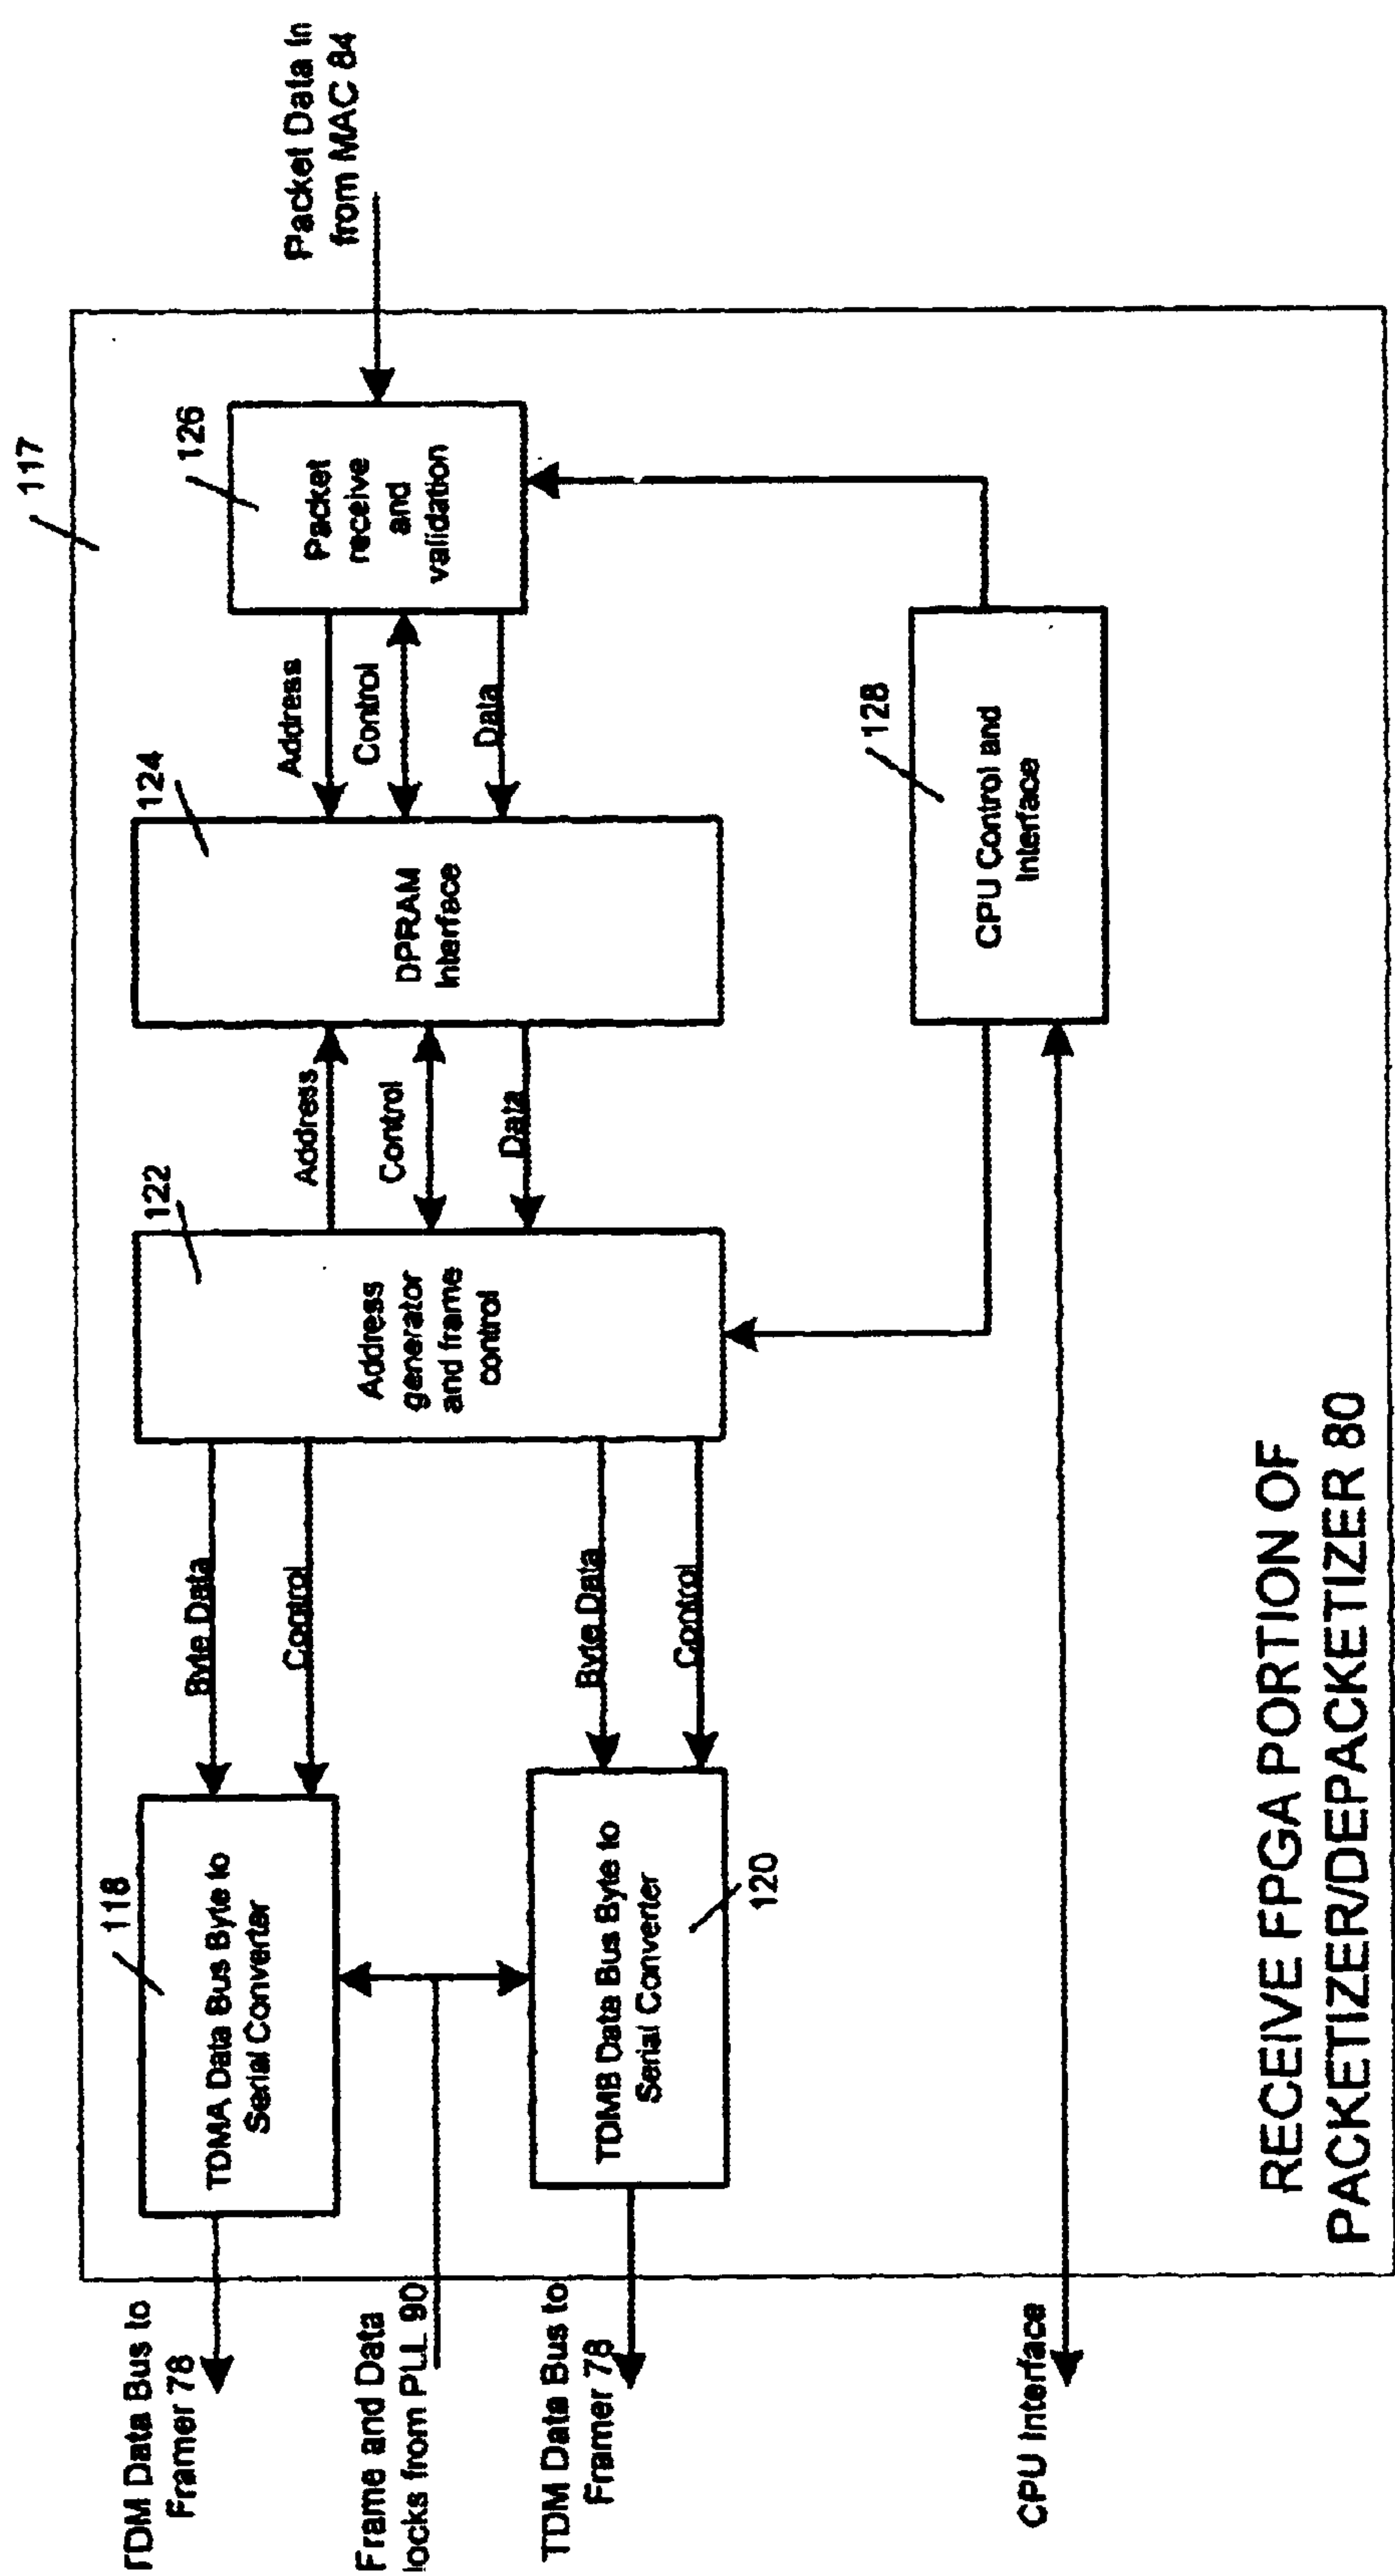 117
TDM Data Bus to
Framer 78
118
TDMA Data Bus Byte to
Serial Converter
Byte Data
Control
122
Address
generator
and frame
control
Address
Control
Data
124
DPRAM
Interface
Address
Control
Data
126
Packet
receive
and
validation
Packet Data In
from MAC 84
Frame and Data
locks from PLL 90
TDM Data Bus to
Framer 78
TDMB Data Bus Byte to
Serial Converter
120
Byte Data
Control
128
CPU Control and
Interface
CPU Interface
RECEIVE FPGA PORTION OF
PACKETIZER/DEPACKETIZER 80